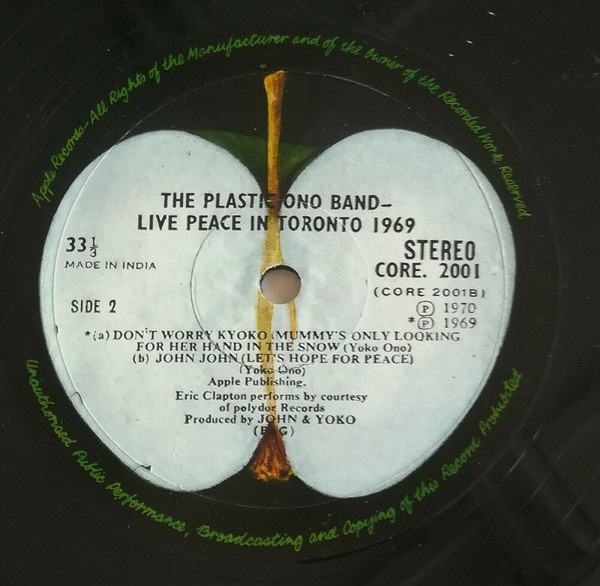 Apple Records-All Rights of the Manufacturer and of the Owner of the Recorded Work Reserved
THE PLASTIC ONO BAND-
LIVE PEACE IN TORONTO 1969
33 1/3
STEREO
MADE IN INDIA
CORE. 2001
(CORE 2001B)
SIDE 2
Ⓟ 1970
*Ⓟ 1969
*(a) DON'T WORRY KYOKO (MUMMY'S ONLY LOOKING
FOR HER HAND IN THE SNOW (Yoko Ono)
(b) JOHN JOHN (LET'S HOPE FOR PEACE)
(Yoko Ono)
Apple Publishing.
Eric Clapton performs by courtesy
of polydor Records
Produced by JOHN & YOKO
Unauthorised Public Performance, Broadcasting and Copying of this Record Prohibited